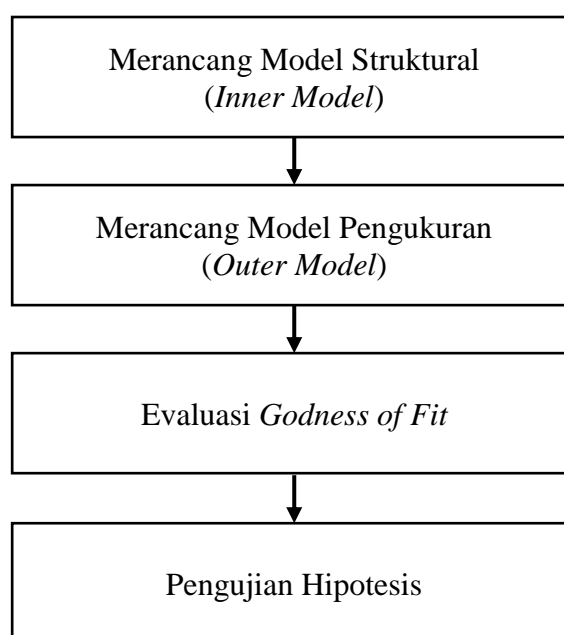 Merancang Model Struktural
(Inner Model)
Merancang Model Pengukuran
(Outer Model)
Evaluasi Godness of Fit
Pengujian Hipotesis